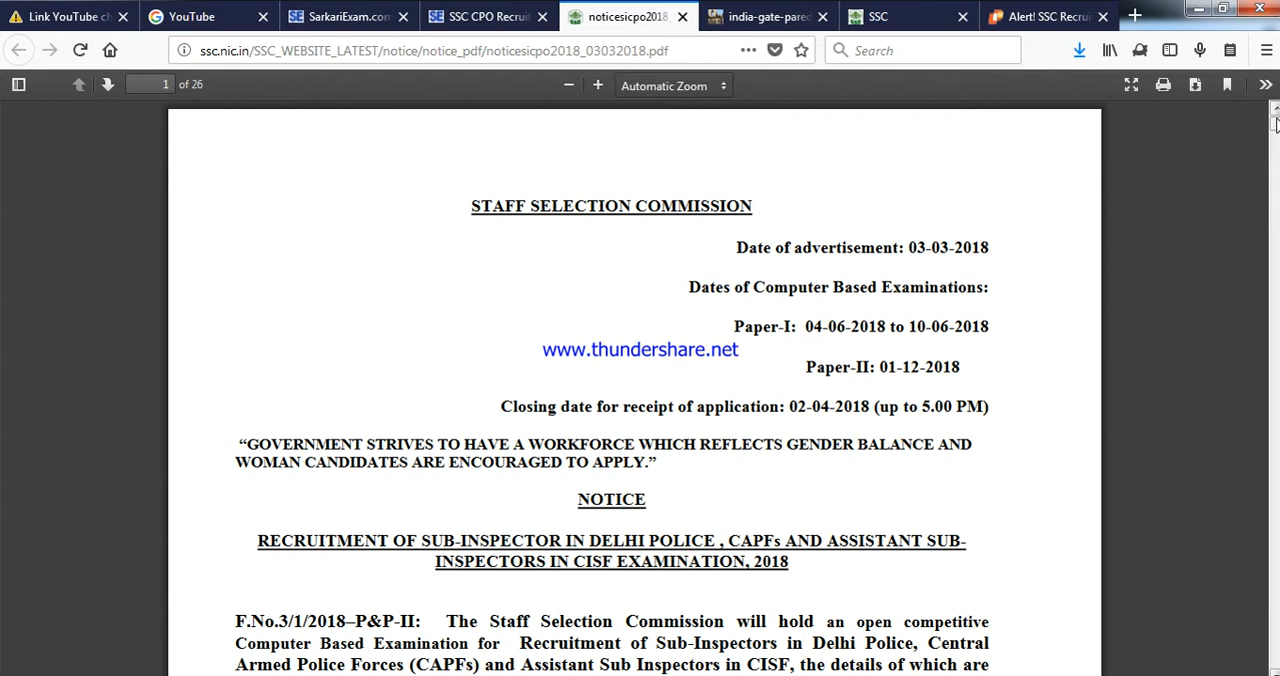 Link YouTube ch
YouTube
SarkariExam.com
SSC CPO Recruit
noticesicpo2018_
india-gate-pared
SSC
Alert! SSC Recru
ssc.nic.in/SSC_WEBSITE_LATEST/notice/notice_pdf/noticesicpo2018_03032018.pdf
Search
1 of 26
Automatic Zoom
STAFF SELECTION COMMISSION
Date of advertisement: 03-03-2018
Dates of Computer Based Examinations:
Paper-I: 04-06-2018 to 10-06-2018
www.thundershare.net
Paper-II: 01-12-2018
Closing date for receipt of application: 02-04-2018 (up to 5.00 PM)
“GOVERNMENT STRIVES TO HAVE A WORKFORCE WHICH REFLECTS GENDER BALANCE AND
WOMAN CANDIDATES ARE ENCOURAGED TO APPLY.”
NOTICE
RECRUITMENT OF SUB-INSPECTOR IN DELHI POLICE , CAPFs AND ASSISTANT SUB-
INSPECTORS IN CISF EXAMINATION, 2018
F.No.3/1/2018–P&P-II: The Staff Selection Commission will hold an open competitive
Computer Based Examination for Recruitment of Sub-Inspectors in Delhi Police, Central
Armed Police Forces (CAPFs) and Assistant Sub Inspectors in CISF, the details of which are